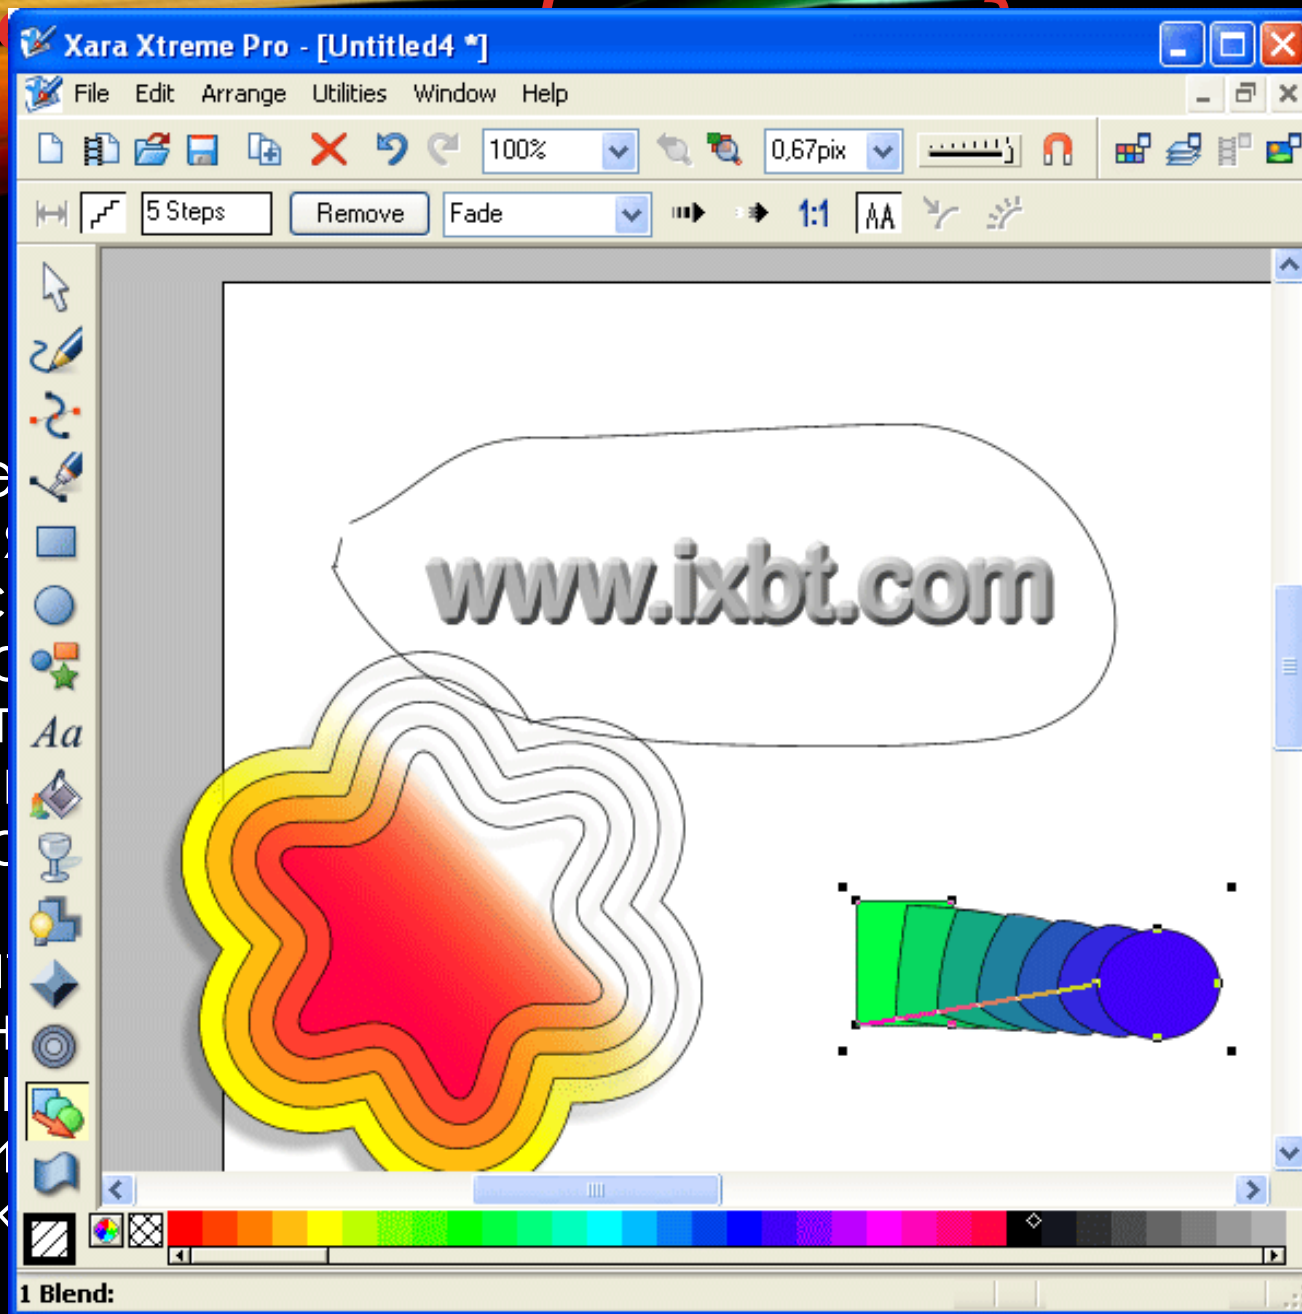 Xara Xtreme Pro - [Untitled4 *]
File Edit Arrange Utilities Window Help
100% 0,67pix
5 Steps Remove Fade 1:1 AA
www.ixbt.com
Aa
1 Blend: